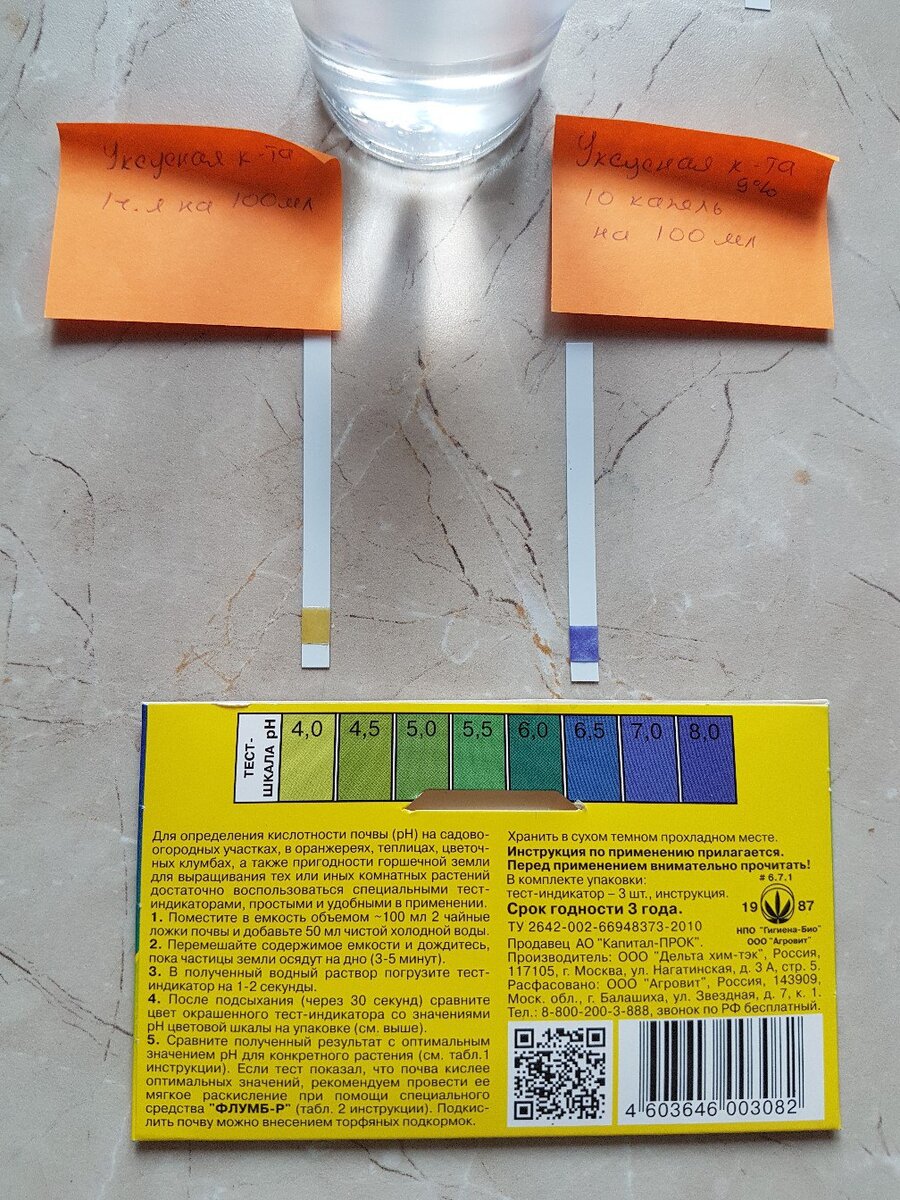 Уксусная к-та
1ч.л на 100мл
Уксусная к-та
9%
10 капель
на 100 мл
ТЕСТ-
ШКАЛА pH
4,0 4,5 5,0 5,5 6,0 6.5 7,0 8,0
Для определения кислотности почвы (pH) на садово-
огородных участках, в оранжереях, теплицах, цветоч-
ных клумбах, а также пригодности горшечной земли
для выращивания тех или иных комнатных растений
достаточно воспользоваться специальными тест-
индикаторами, простыми и удобными в применении.
1. Поместите в емкость объемом ~100 мл 2 чайные
ложки почвы и добавьте 50 мл чистой холодной воды.
2. Перемешайте содержимое емкости и дождитесь,
пока частицы земли осядут на дно (3-5 минут).
3. В полученный водный раствор погрузите тест-
индикатор на 1-2 секунды.
4. После подсыхания (через 30 секунд) сравните
цвет окрашенного тест-индикатора со значениями
pH цветовой шкалы на упаковке (см. выше).
5. Сравните полученный результат с оптимальным
значением pH для конкретного растения (см. табл.1
инструкции). Если тест показал, что почва кислее
оптимальных значений, рекомендуем провести ее
мягкое раскисление при помощи специального
средства "ФЛУМБ-Р" (табл. 2 инструкции). Подкис-
лить почву можно внесением торфяных подкормок.
Хранить в сухом темном прохладном месте.
Инструкция по применению прилагается.
Перед применением внимательно прочитать!
В комплекте упаковки:
тест-индикатор – 3 шт., инструкция.
Срок годности 3 года.
ТУ 2642-002-66948373-2010
# 6.7.1
19 87
НПО "Гигиена-Био"
ООО "Агровит"
Продавец АО "Капитал-ПРОК".
Производитель: ООО "Дельта хим-тэк", Россия,
117105, г. Москва, ул. Нагатинская, д. 3 А, стр. 5.
Расфасовано: ООО "Агровит", Россия, 143909,
Моск. обл., г. Балашиха, ул. Звездная, д. 7, к. 1.
Тел.: 8-800-200-3-888, звонок по РФ бесплатный.
4 603646 003082